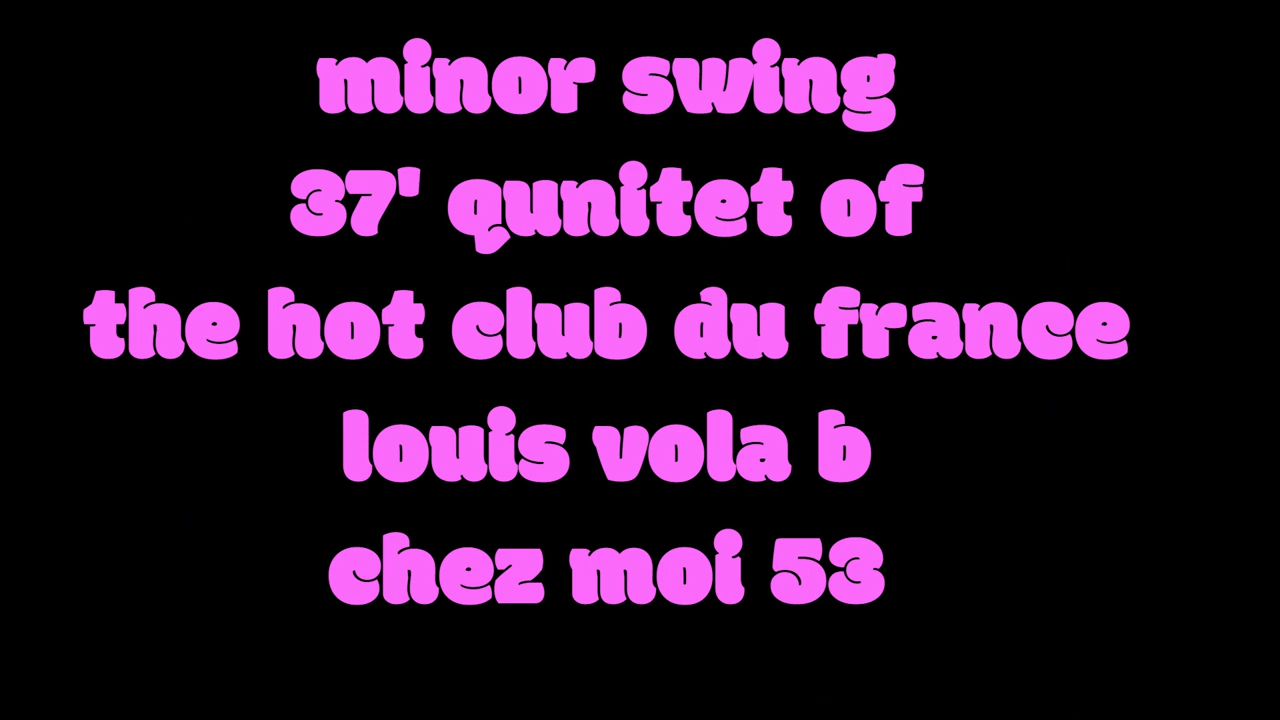 minor swing
37' qunitet of
the hot club du france
louis vola b
chez moi 53